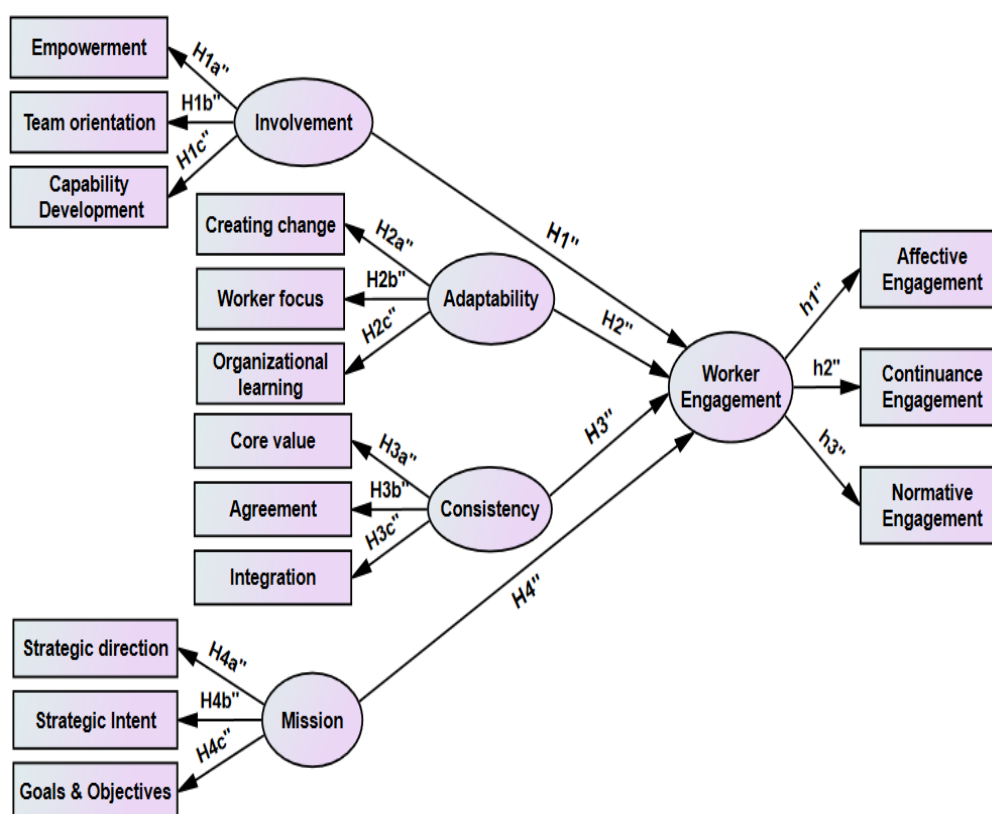 Empowerment
H1a"
Team orientation
H1b"
Involvement
H1c"
Capability
Development
Creating change
H2a"
H1"
Worker focus
H2b"
Adaptability
H2"
H2c"
Organizational
learning
Affective
Engagement
h1"
Worker
Engagement
h2"
Continuance
Engagement
h3"
Normative
Engagement
Core value
H3a"
H3"
Agreement
H3b"
Consistency
H3c"
Integration
H4"
Strategic direction
H4a"
Strategic Intent
H4b"
Mission
H4c"
Goals & Objectives